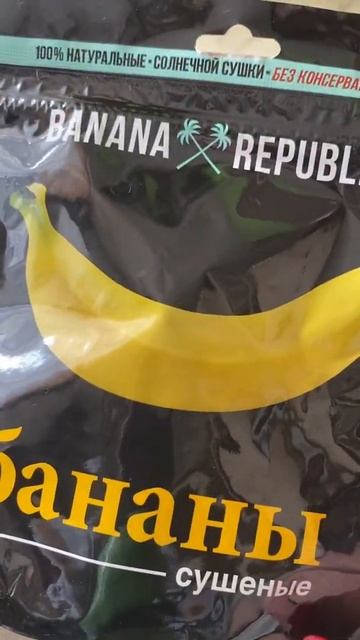 100% НАТУРАЛЬНЫЕ • СОЛНЕЧНОЙ СУШКИ • БЕЗ КОНСЕРВА
BANANA REPUBL
бананы
сушеные